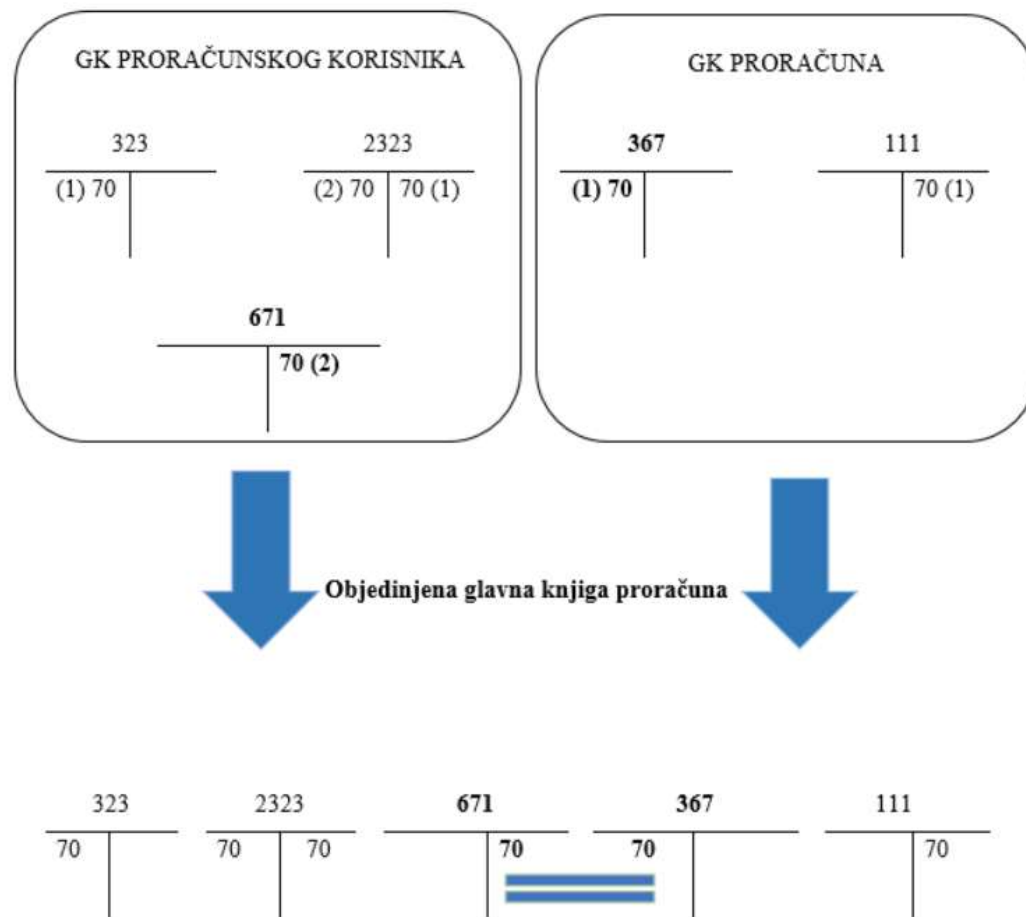 GK PRORAČUNSKOG KORISNIKA
323 2323
(1) 70 (2) 70 70 (1)
671
70 (2)
GK PRORAČUNA
367 111
(1) 70 70 (1)
Objedinjena glavna knjiga proračuna
323 2323 671 367 111
70 70 70 70 70 70